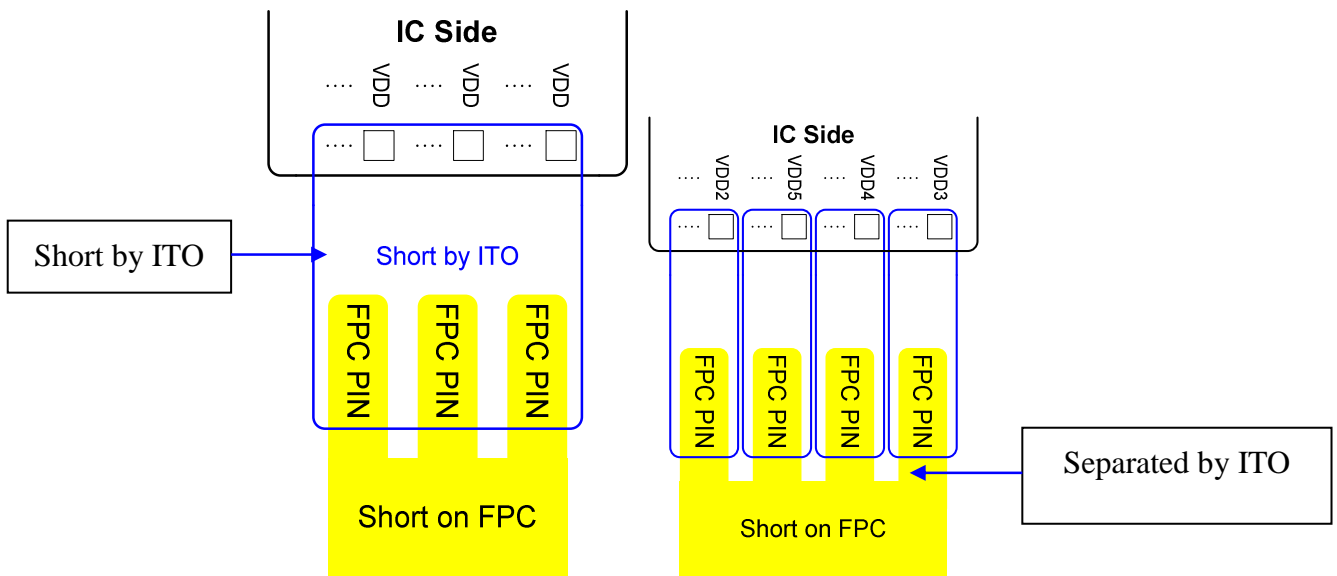 IC Side
.... VDD .... VDD .... VDD
.... .... ....
Short by ITO
Short by ITO
FPC PIN FPC PIN FPC PIN
Short on FPC
IC Side
.... VDD2 .... VDD5 .... VDD4 .... VDD3
.... .... .... ....
FPC PIN FPC PIN FPC PIN FPC PIN
Separated by ITO
Short on FPC